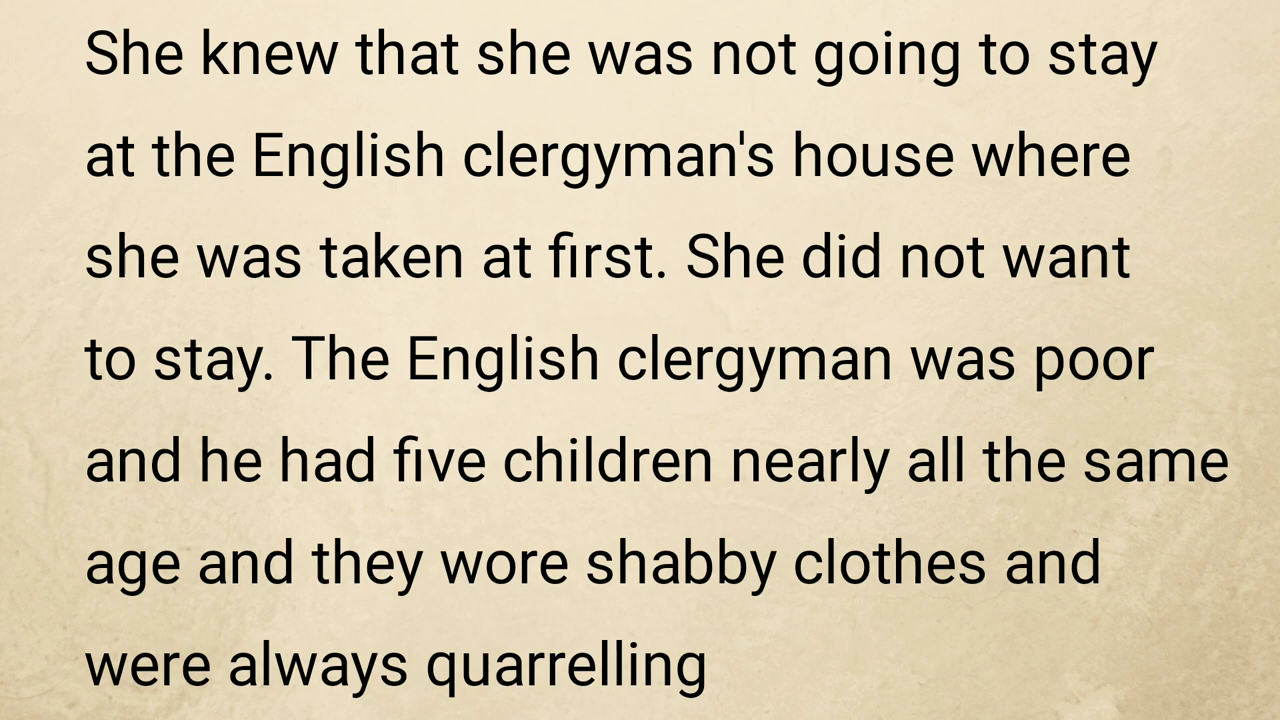 She knew that she was not going to stay
at the English clergyman's house where
she was taken at first. She did not want
to stay. The English clergyman was poor
and he had five children nearly all the same
age and they wore shabby clothes and
were always quarrelling